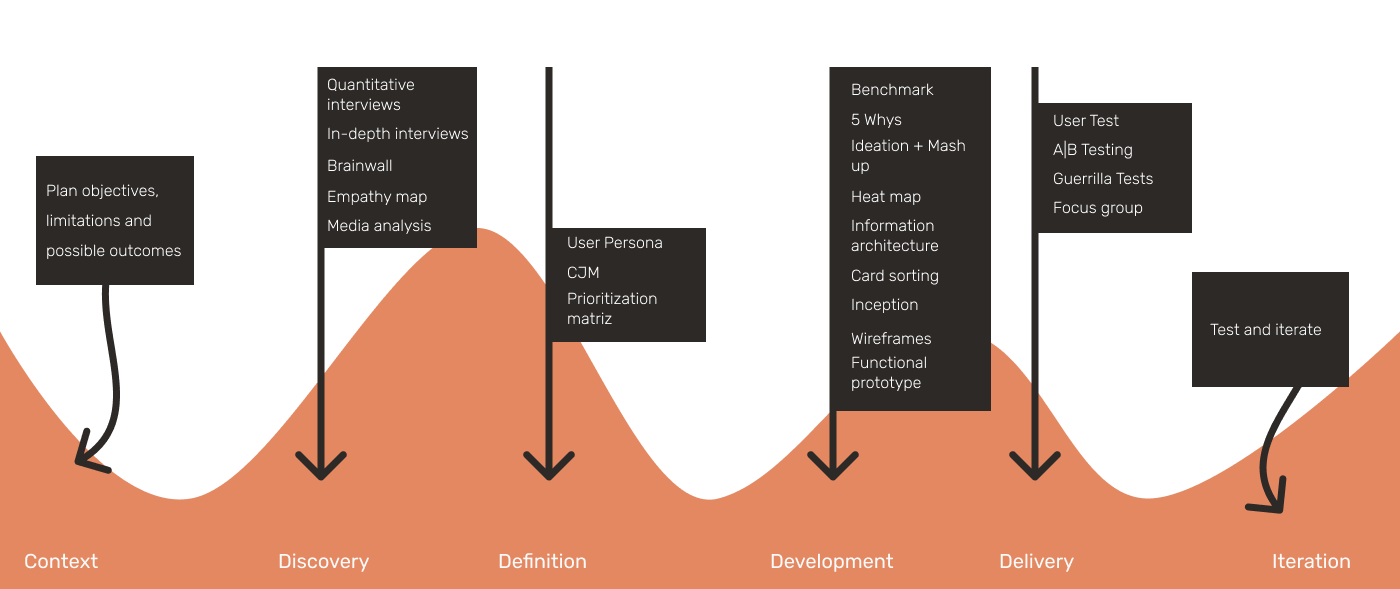 Plan objectives,
limitations and
possible outcomes
Quantitative
interviews
In-depth interviews
Brainwall
Empathy map
Media analysis
User Persona
CJM
Prioritization
matriz
Benchmark
5 Whys
Ideation + Mash
up
Heat map
Information
architecture
Card sorting
Inception
Wireframes
Functional
prototype
User Test
A|B Testing
Guerrilla Tests
Focus group
Test and iterate
Context
Discovery
Definition
Development
Delivery
Iteration